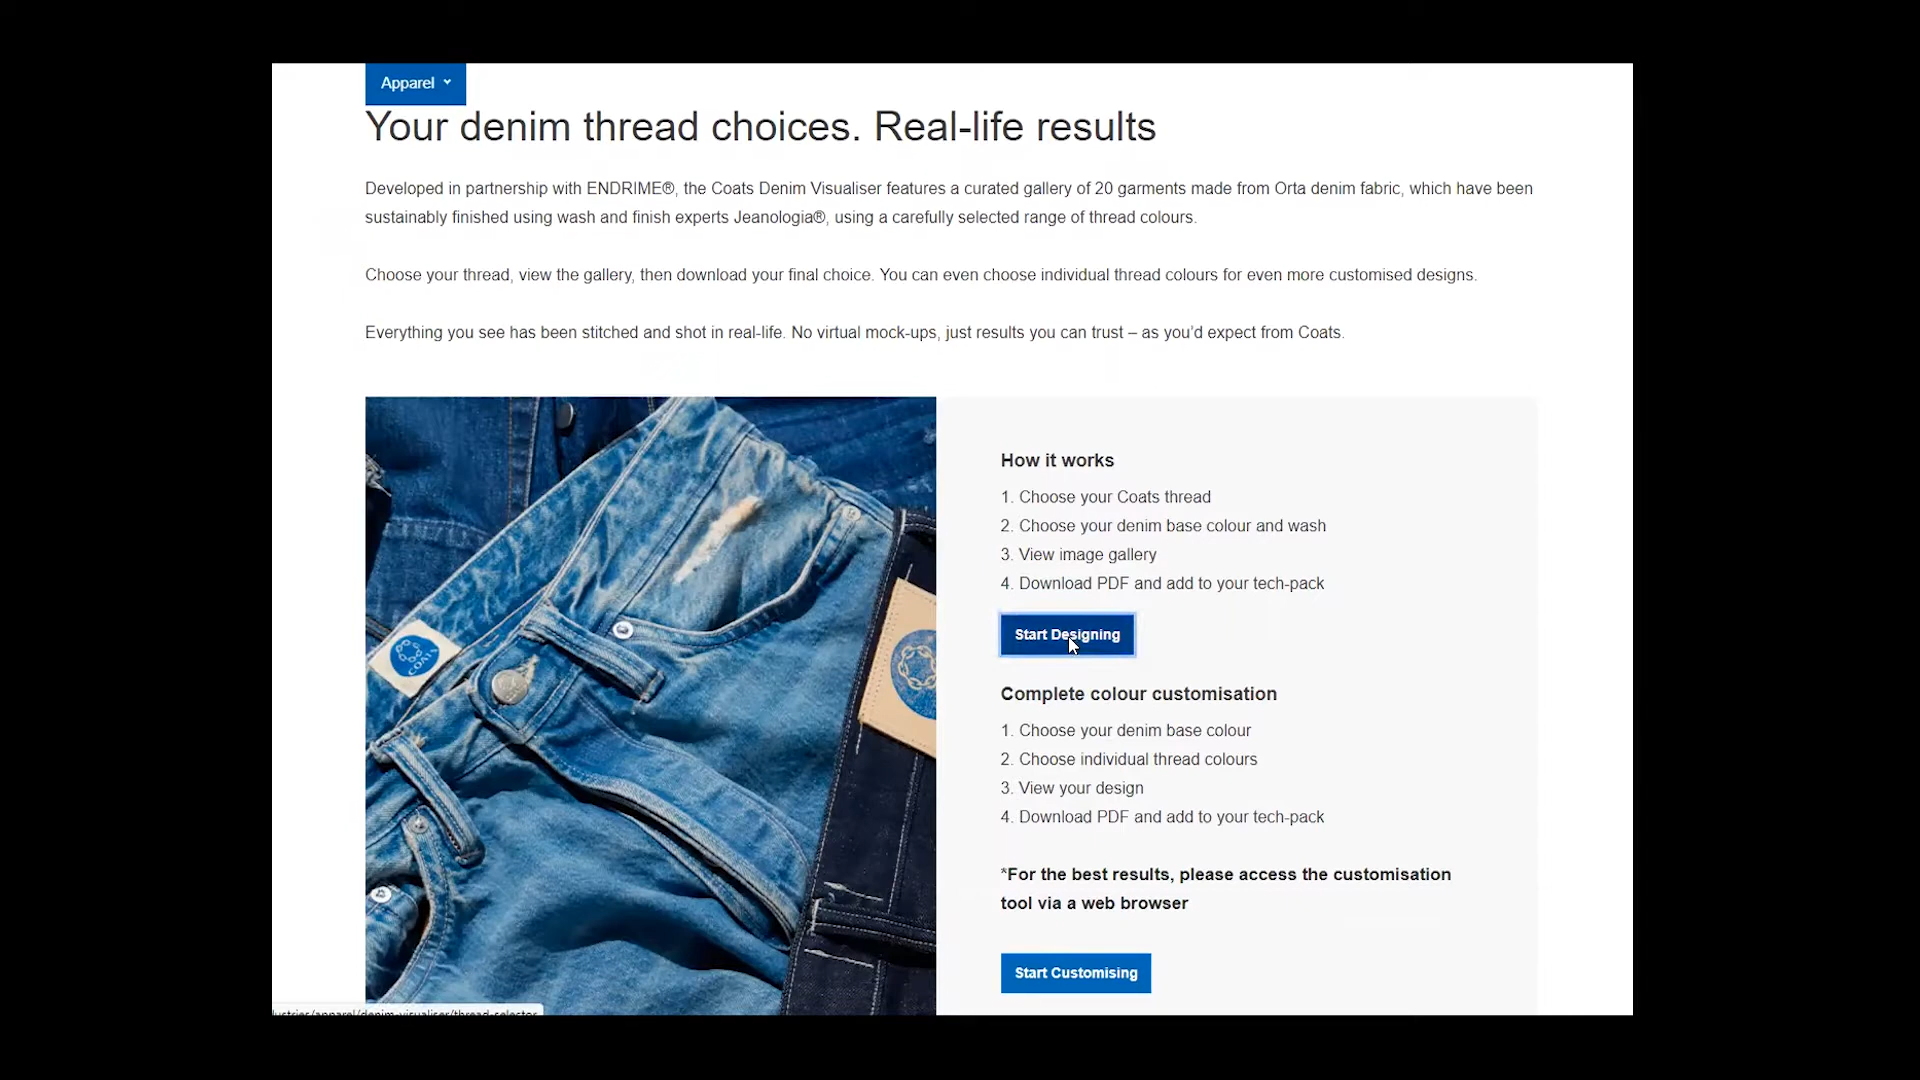 Apparel
Your denim thread choices. Real-life results
Developed in partnership with ENDRIME®, the Coats Denim Visualiser features a curated gallery of 20 garments made from Orta denim fabric, which have been
sustainably finished using wash and finish experts Jeanologia®, using a carefully selected range of thread colours.
Choose your thread, view the gallery, then download your final choice. You can even choose individual thread colours for even more customised designs.
Everything you see has been stitched and shot in real-life. No virtual mock-ups, just results you can trust – as you'd expect from Coats.
COATS
How it works
1. Choose your Coats thread
2. Choose your denim base colour and wash
3. View image gallery
4. Download PDF and add to your tech-pack
Start Designing
Complete colour customisation
1. Choose your denim base colour
2. Choose individual thread colours
3. View your design
4. Download PDF and add to your tech-pack
*For the best results, please access the customisation
tool via a web browser
Start Customising
ustries/apparel/denim-visualiser/thread-selector